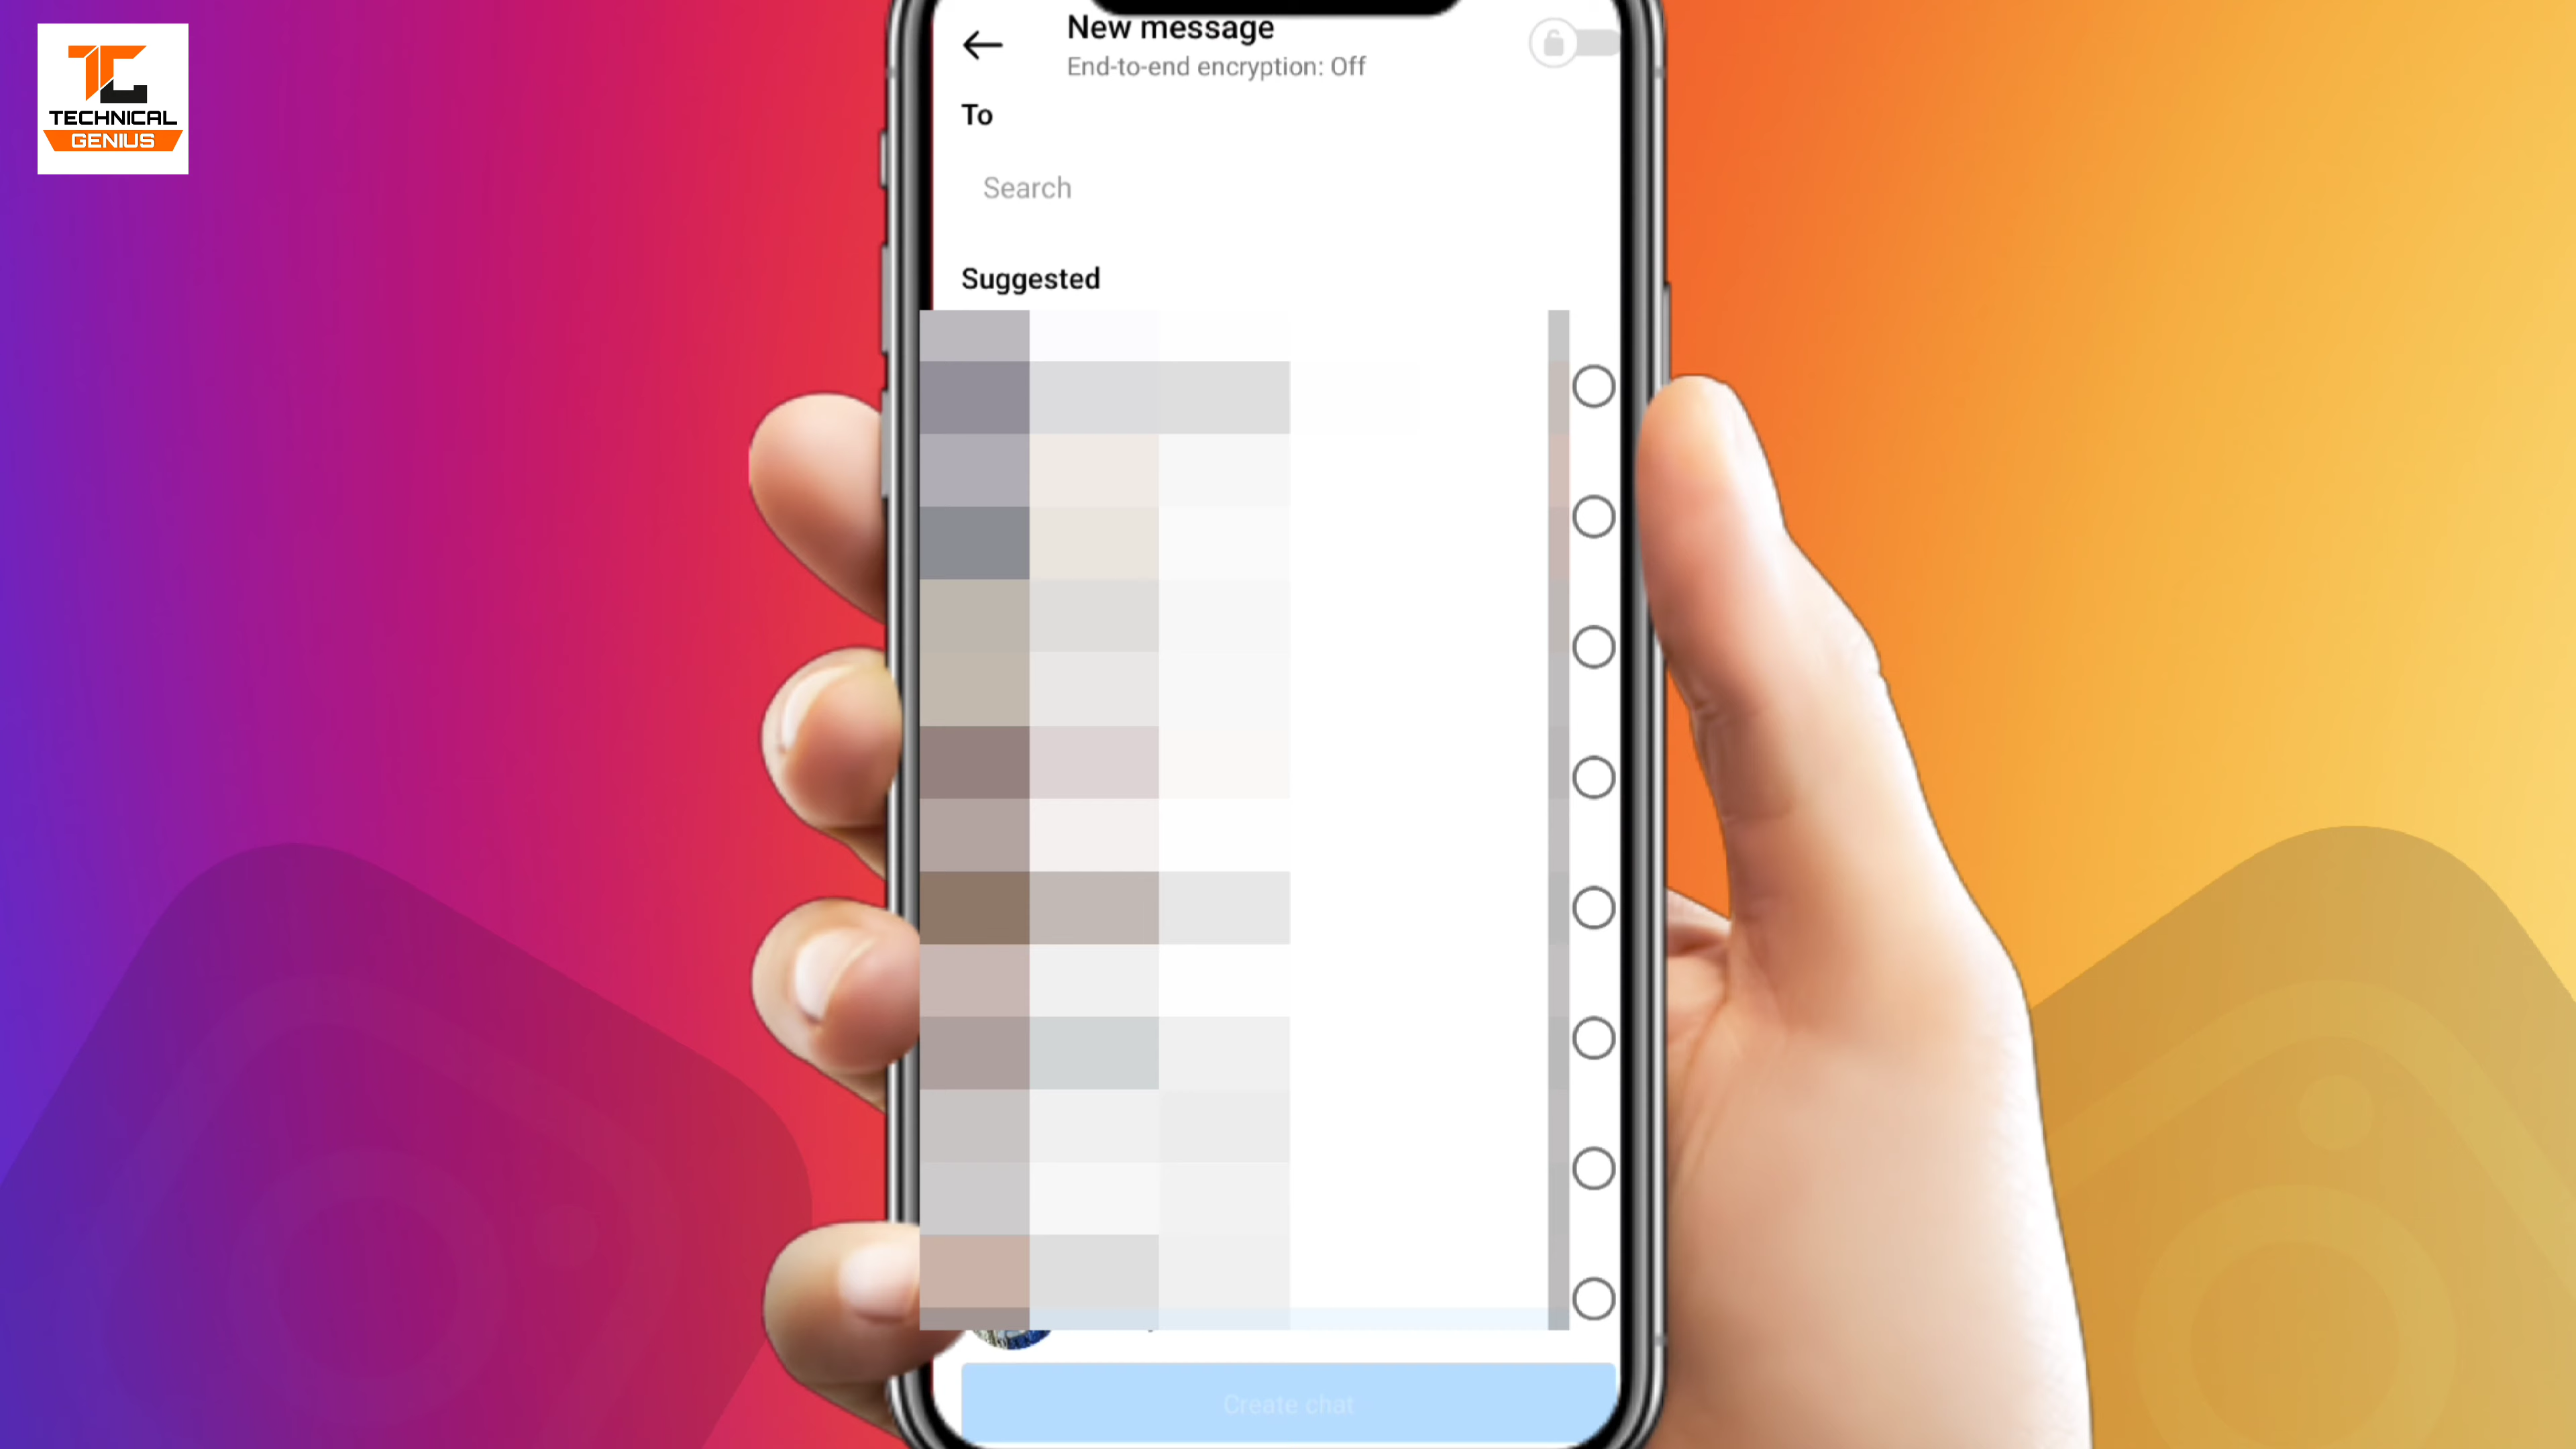 TECHNICAL
GENIUS
New message
End-to-end encryption: Off
To
Search
Suggested
Create chat